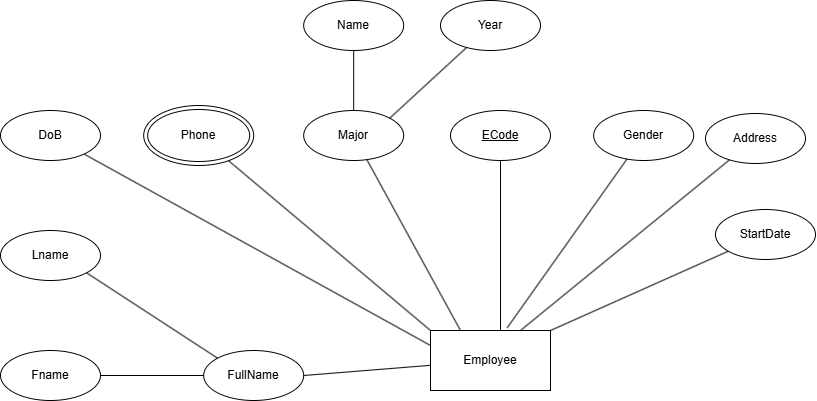 Name
Year
DoB
Phone
Major
ECode
Gender
Address
Lname
StartDate
Fname
FullName
Employee